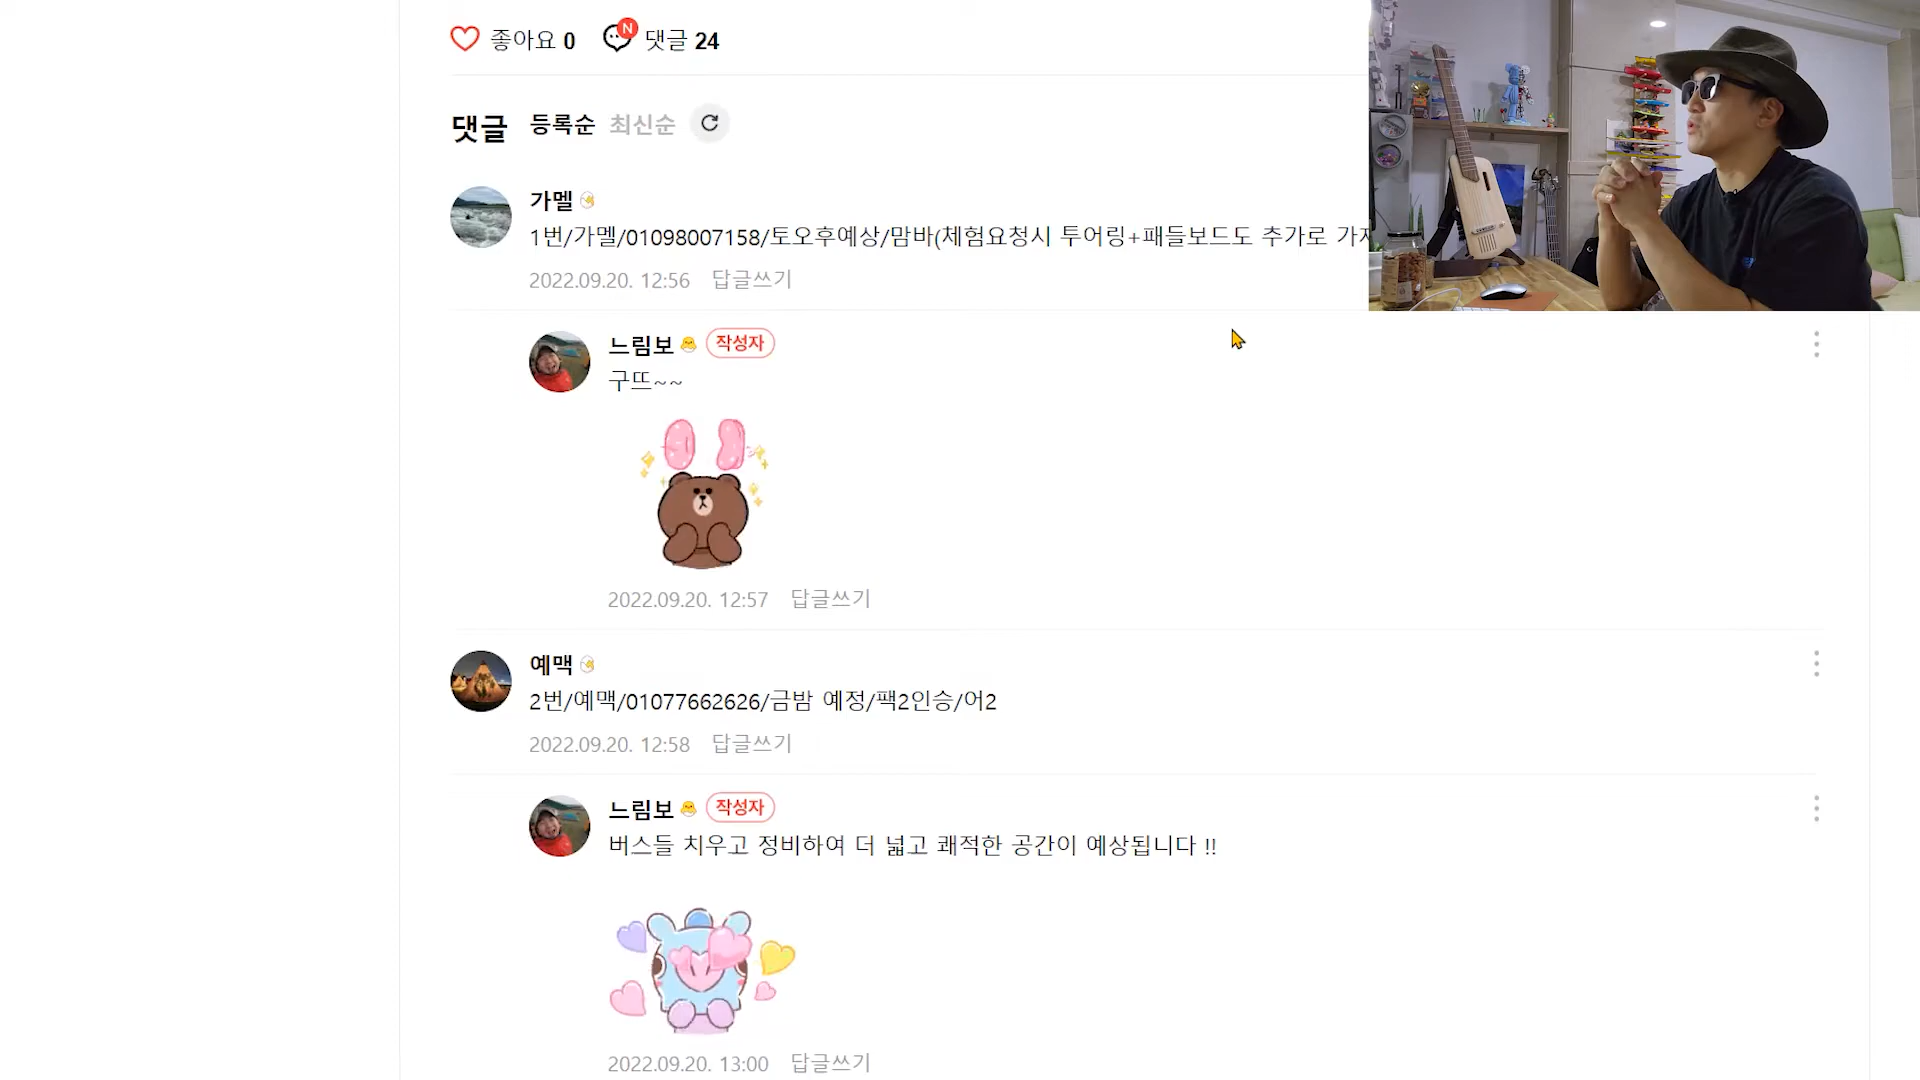 좋아요 0 N 댓글 24
댓글 등록순 최신순
가멜
1번/가멜/01098007158/토오후예상/맘바(체험요청시 투어링+패들보드도 추가로
2022.09.20. 12:56 답글쓰기
느림보 작성자
구뜨~~
2022.09.20. 12:57 답글쓰기
예맥
2번/예맥/01077662626/금밤 예정/팩2인승/어2
2022.09.20. 12:58 답글쓰기
느림보 작성자
버스들 치우고 정비하여 더 넓고 쾌적한 공간이 예상됩니다 !!
2022.09.20. 13:00 답글쓰기